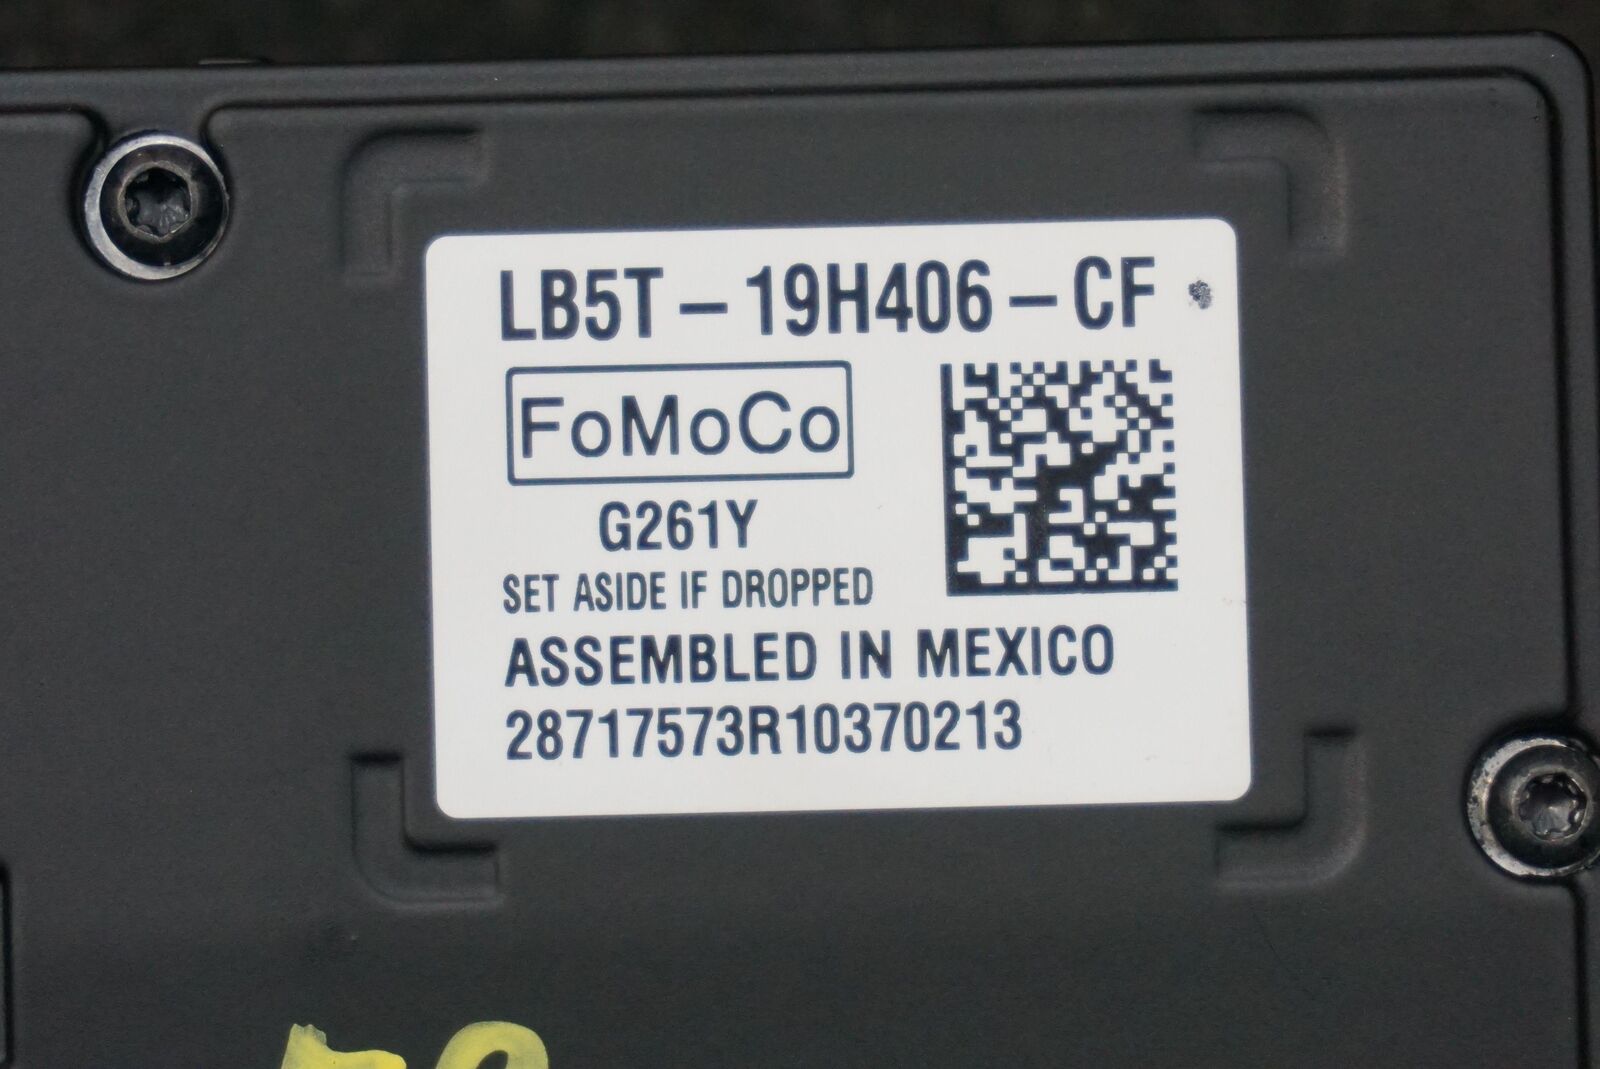 LB5T-19H406-CF
FoMoCo
G261Y
SET ASIDE IF DROPPED
ASSEMBLED IN MEXICO
28717573R10370213